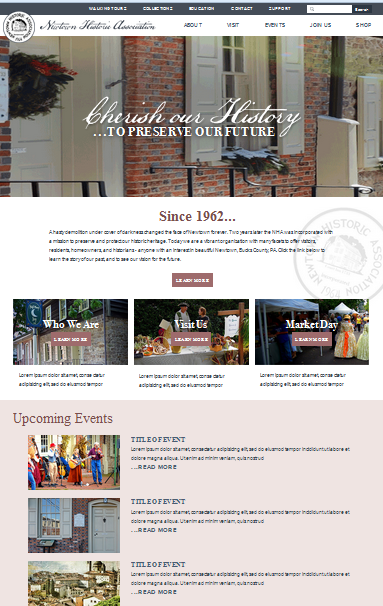 WALKING TOURS COLLECTIONS EDUCATION CONTACT SUPPORT Search
Newtown Historic Association
ABOUT VISIT EVENTS JOIN US SHOP
Cherish our History
...TO PRESERVE OUR FUTURE
Since 1962...
A hasty demolition under cover of darkness changed the face of Newtown forever. Two years later the NHA was incorporated with
a mission to preserve and protect our historic heritage. Today we are a vibrant organisation with many facets to offer visitors,
residents, homeowners, and historians - anyone with an interest in beautiful Newtown, Bucks County, PA. Click the link below to
learn the story of our past, and to see our vision for the future.
LEARN MORE
Who We Are
LEARN MORE
Visit Us
LEARN MORE
Market Day
LEARN MORE
Lorem ipsum dolor sit amet, conse datur
adipisicing elit, sed do eiusmod tempor
Lorem ipsum dolor sit amet, conse datur
adipisicing elit, sed do eiusmod tempor
Lorem ipsum dolor sit amet, conse datur
adipisicing elit, sed do eiusmod tempor
Upcoming Events
TITLE OF EVENT
Lorem ipsum dolor sit amet, consectetur adipisicing elit, sed do eiusmod tempor incididunt ut labore et
dolore magna aliqua. Ut enim ad minim veniam, quis nostrud
...READ MORE
TITLE OF EVENT
Lorem ipsum dolor sit amet, consectetur adipisicing elit, sed do eiusmod tempor incididunt ut labore et
dolore magna aliqua. Ut enim ad minim veniam, quis nostrud
...READ MORE
TITLE OF EVENT
Lorem ipsum dolor sit amet, consectetur adipisicing elit, sed do eiusmod tempor incididunt ut labore et
dolore magna aliqua. Ut enim ad minim veniam, quis nostrud
...READ MORE